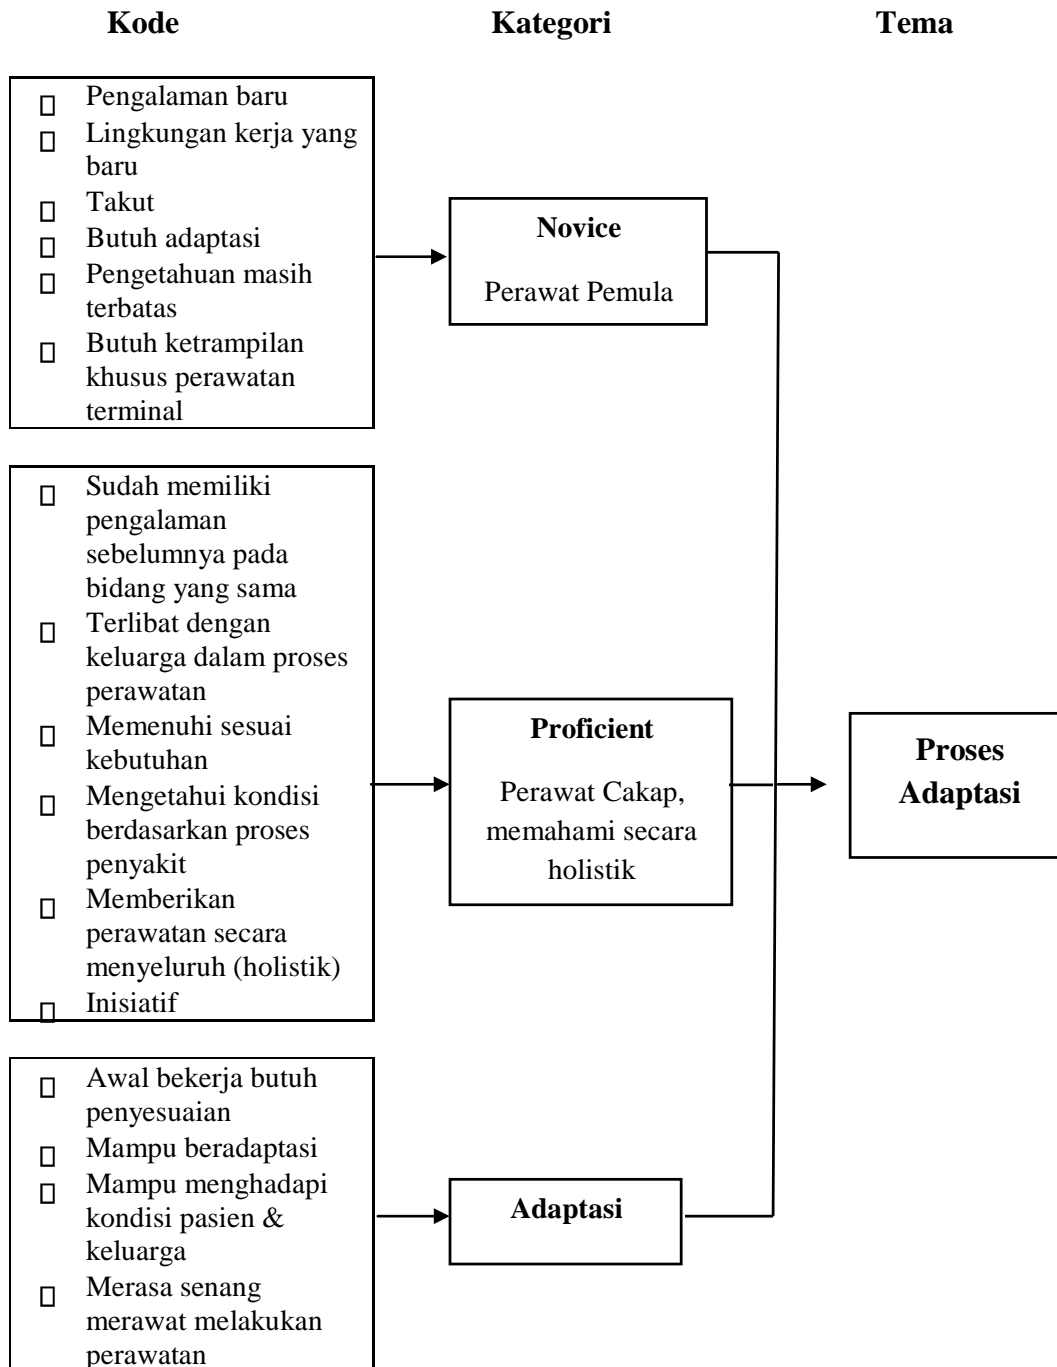 Kode
Kategori
Tema
Pengalaman baru
Lingkungan kerja yang
baru
Takut
Butuh adaptasi
Pengetahuan masih
terbatas
Butuh ketrampilan
khusus perawatan
terminal
Novice
Perawat Pemula
Sudah memiliki
pengalaman
sebelumnya pada
bidang yang sama
Terlibat dengan
keluarga dalam proses
perawatan
Memenuhi sesuai
kebutuhan
Mengetahui kondisi
berdasarkan proses
penyakit
Memberikan
perawatan secara
menyeluruh (holistik)
Inisiatif
Proficient
Perawat Cakap,
memahami secara
holistik
Proses
Adaptasi
Awal bekerja butuh
penyesuaian
Mampu beradaptasi
Mampu menghadapi
kondisi pasien &
keluarga
Merasa senang
merawat melakukan
perawatan
Adaptasi